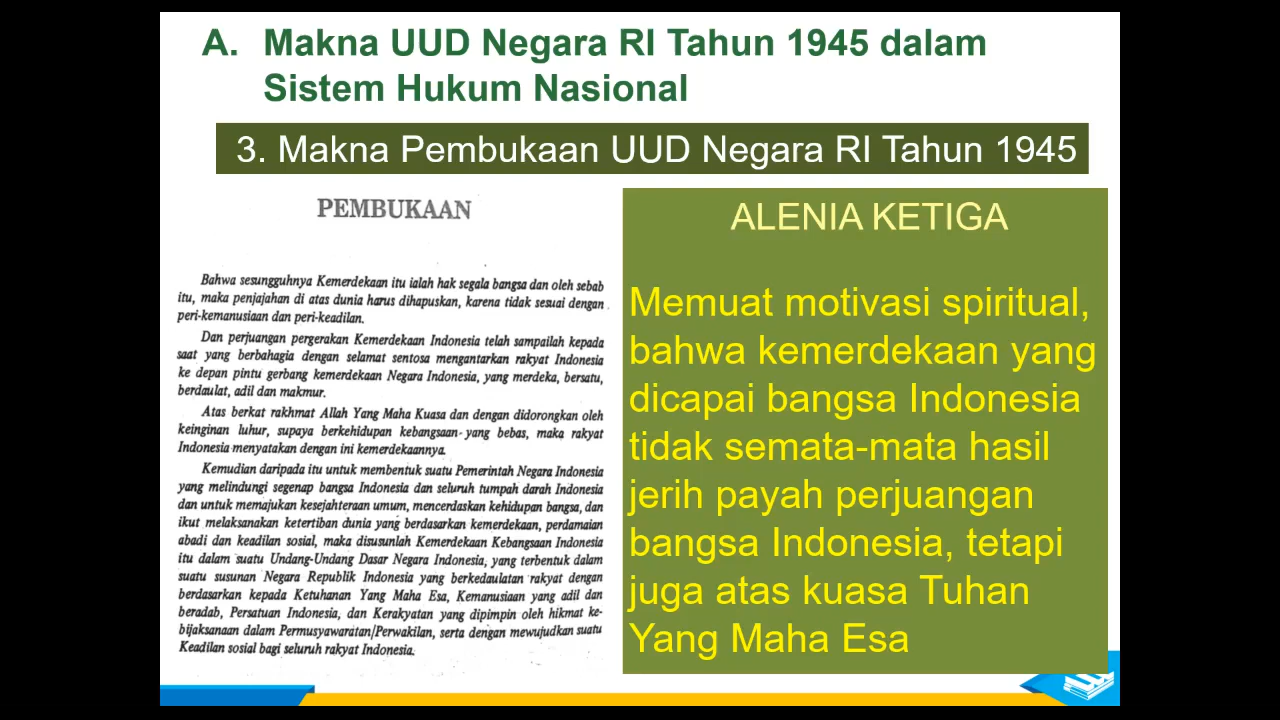 A. Makna UUD Negara RI Tahun 1945 dalam
Sistem Hukum Nasional
3. Makna Pembukaan UUD Negara RI Tahun 1945
PEMBUKAAN
Bahwa sesungguhnya Kemerdekaan itu ialah hak segala bangsa dan oleh sebab
itu, maka penjajahan di atas dunia harus dihapuskan, karena tidak sesuai dengan
peri-kemanusiaan dan peri-keadilan.
Dan perjuangan pergerakan Kemerdekaan Indonesia telah sampailah kepada
saat yang berbahagia dengan selamat sentosa mengantarkan rakyat Indonesia
ke depan pintu gerbang kemerdekaan Negara Indonesia, yang merdeka, bersatu,
berdaulat, adil dan makmur.
Atas berkat rakhmat Allah Yang Maha Kuasa dan dengan didorongkan oleh
keinginan luhur, supaya berkehidupan kebangsaan yang bebas, maka rakyat
Indonesia menyatakan dengan ini kemerdekaannya.
Kemudian daripada itu untuk membentuk suatu Pemerintah Negara Indonesia
yang melindungi segenap bangsa Indonesia dan seluruh tumpah darah Indonesia
dan untuk memajukan kesejahteraan umum, mencerdaskan kehidupan bangsa, dan
ikut melaksanakan ketertiban dunia yang berdasarkan kemerdekaan, perdamaian
abadi dan keadilan sosial, maka disusunlah Kemerdekaan Kebangsaan Indonesia
itu dalam suatu Undang-Undang Dasar Negara Indonesia, yang terbentuk dalam
suatu susunan Negara Republik Indonesia yang berkedaulatan rakyat dengan
berdasarkan kepada Ketuhanan Yang Maha Esa, Kemanusiaan yang adil dan
beradab, Persatuan Indonesia, dan Kerakyatan yang dipimpin oleh hikmat ke-
bijaksanaan dalam Permusyawaratan/Perwakilan, serta dengan mewujudkan suatu
Keadilan sosial bagi seluruh rakyat Indonesia.
ALENIA KETIGA
Memuat motivasi spiritual,
bahwa kemerdekaan yang
dicapai bangsa Indonesia
tidak semata-mata hasil
jerih payah perjuangan
bangsa Indonesia, tetapi
juga atas kuasa Tuhan
Yang Maha Esa